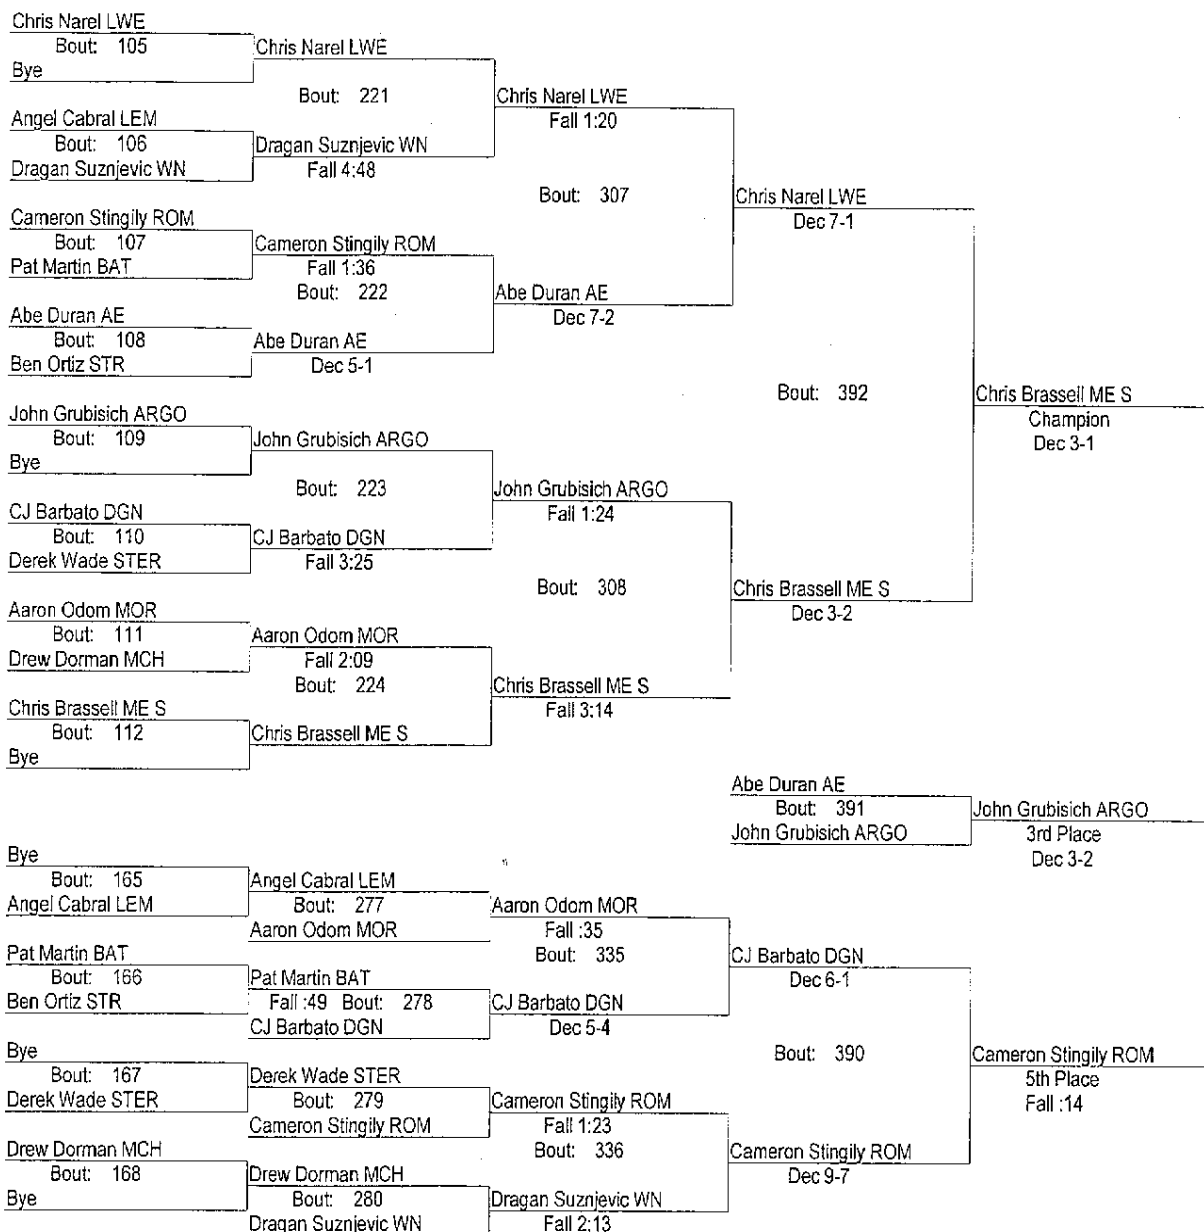 Chris Narel LWE
Bout: 105
Bye
Chris Narel LWE
Bout: 221
Angel Cabral LEM
Bout: 106
Dragan Suznjevic WN
Dragan Suznjevic WN
Fall 4:48
Chris Narel LWE
Fall 1:20
Bout: 307
Cameron Stingily ROM
Bout: 107
Pat Martin BAT
Cameron Stingily ROM
Fall 1:36
Bout: 222
Abe Duran AE
Bout: 108
Ben Ortiz STR
Abe Duran AE
Dec 5-1
Abe Duran AE
Dec 7-2
Chris Narel LWE
Dec 7-1
Bout: 392
Chris Brassell ME S
Champion
Dec 3-1
John Grubisich ARGO
Bout: 109
Bye
John Grubisich ARGO
Bout: 223
CJ Barbato DGN
Bout: 110
Derek Wade STER
CJ Barbato DGN
Fall 3:25
John Grubisich ARGO
Fall 1:24
Bout: 308
Aaron Odom MOR
Bout: 111
Drew Dorman MCH
Aaron Odom MOR
Fall 2:09
Bout: 224
Chris Brassell ME S
Bout: 112
Bye
Chris Brassell ME S
Chris Brassell ME S
Fall 3:14
Chris Brassell ME S
Dec 3-2
Abe Duran AE
Bout: 391
John Grubisich ARGO
John Grubisich ARGO
3rd Place
Dec 3-2
Bye
Bout: 165
Angel Cabral LEM
Angel Cabral LEM
Bout: 277
Aaron Odom MOR
Aaron Odom MOR
Fall :35
Bout: 335
Pat Martin BAT
Bout: 166
Ben Ortiz STR
Pat Martin BAT
Fall :49 Bout: 278
CJ Barbato DGN
CJ Barbato DGN
Dec 5-4
CJ Barbato DGN
Dec 6-1
Bout: 390
Bye
Bout: 167
Derek Wade STER
Derek Wade STER
Bout: 279
Cameron Stingily ROM
Cameron Stingily ROM
Fall 1:23
Bout: 336
Drew Dorman MCH
Bout: 168
Bye
Drew Dorman MCH
Bout: 280
Dragan Suznjevic WN
Dragan Suznjevic WN
Fall 2:13
Cameron Stingily ROM
Dec 9-7
Cameron Stingily ROM
5th Place
Fall :14